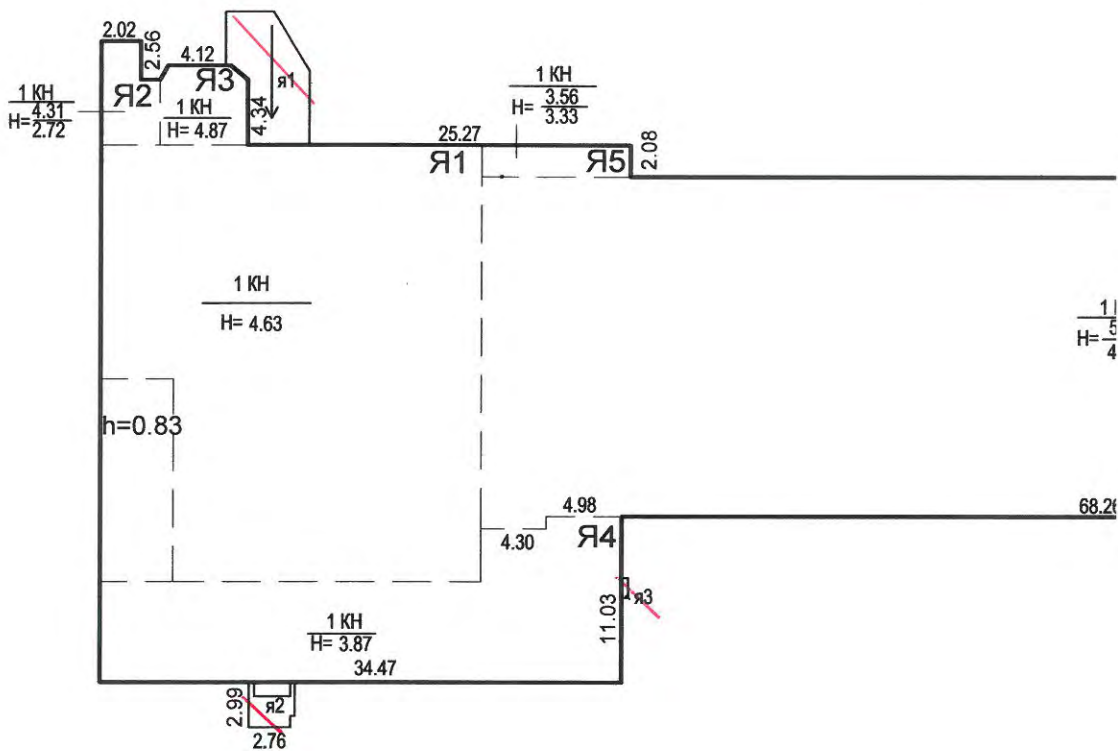 2.02
2.56
4.12
Я2
Я3
я1
1 КН
H= 4.31
2.72
1 КН
H= 4.87
4.34
1 КН
H= 3.56
3.33
25.27
Я1
Я5
2.08
1 КН
H= 4.63
1
H= 5
4
h=0.83
4.98
68.26
4.30
Я4
я3
11.03
1 КН
H= 3.87
34.47
2.99
я2
2.76